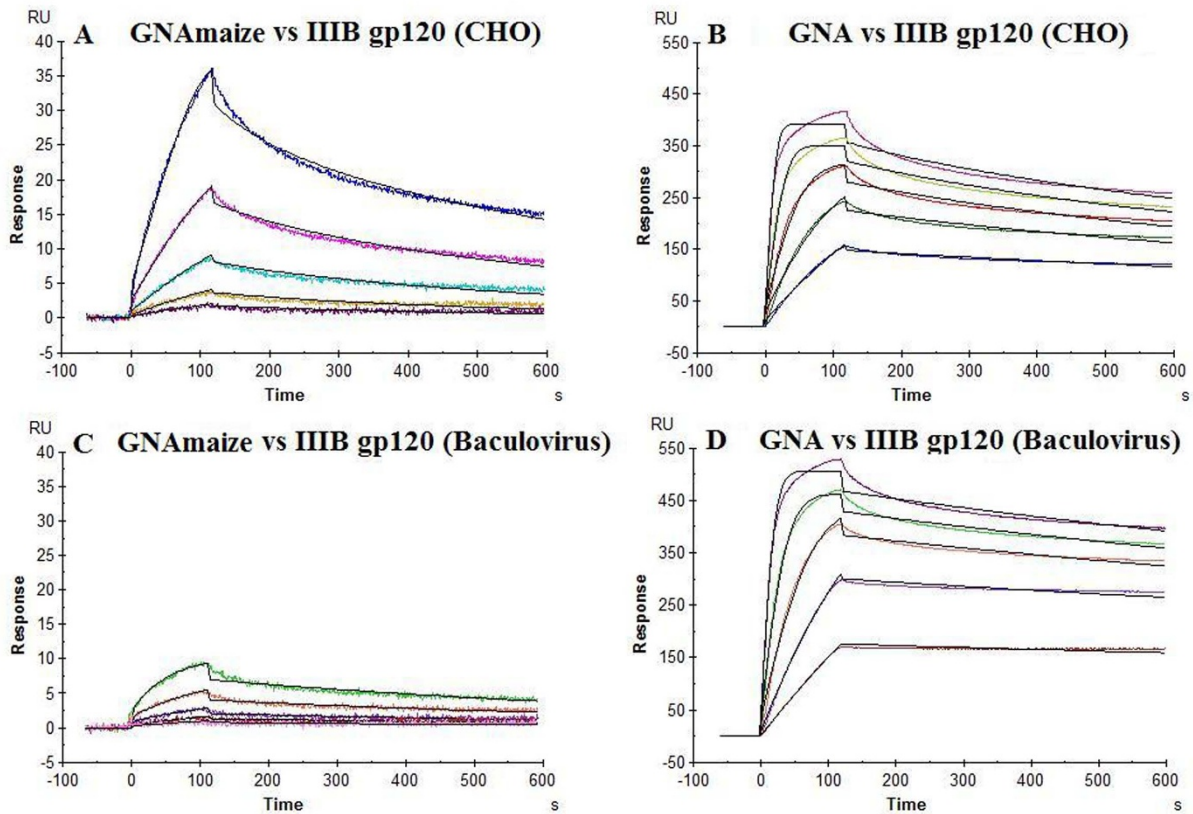 RU
A GNAmaize vs IIIB gp120 (CHO)
40
35
30
25
20
15
10
5
0
-5
Response
-100 0 100 200 300 400 500 600
Time s
RU
B GNA vs IIIB gp120 (CHO)
550
450
350
250
150
50
-50
Response
-100 0 100 200 300 400 500 600
Time s
RU
C GNAmaize vs IIIB gp120 (Baculovirus)
40
35
30
25
20
15
10
5
0
-5
Response
-100 0 100 200 300 400 500 600
Time s
RU
D GNA vs IIIB gp120 (Baculovirus)
550
450
350
250
150
50
-50
Response
-100 0 100 200 300 400 500 600
Time s